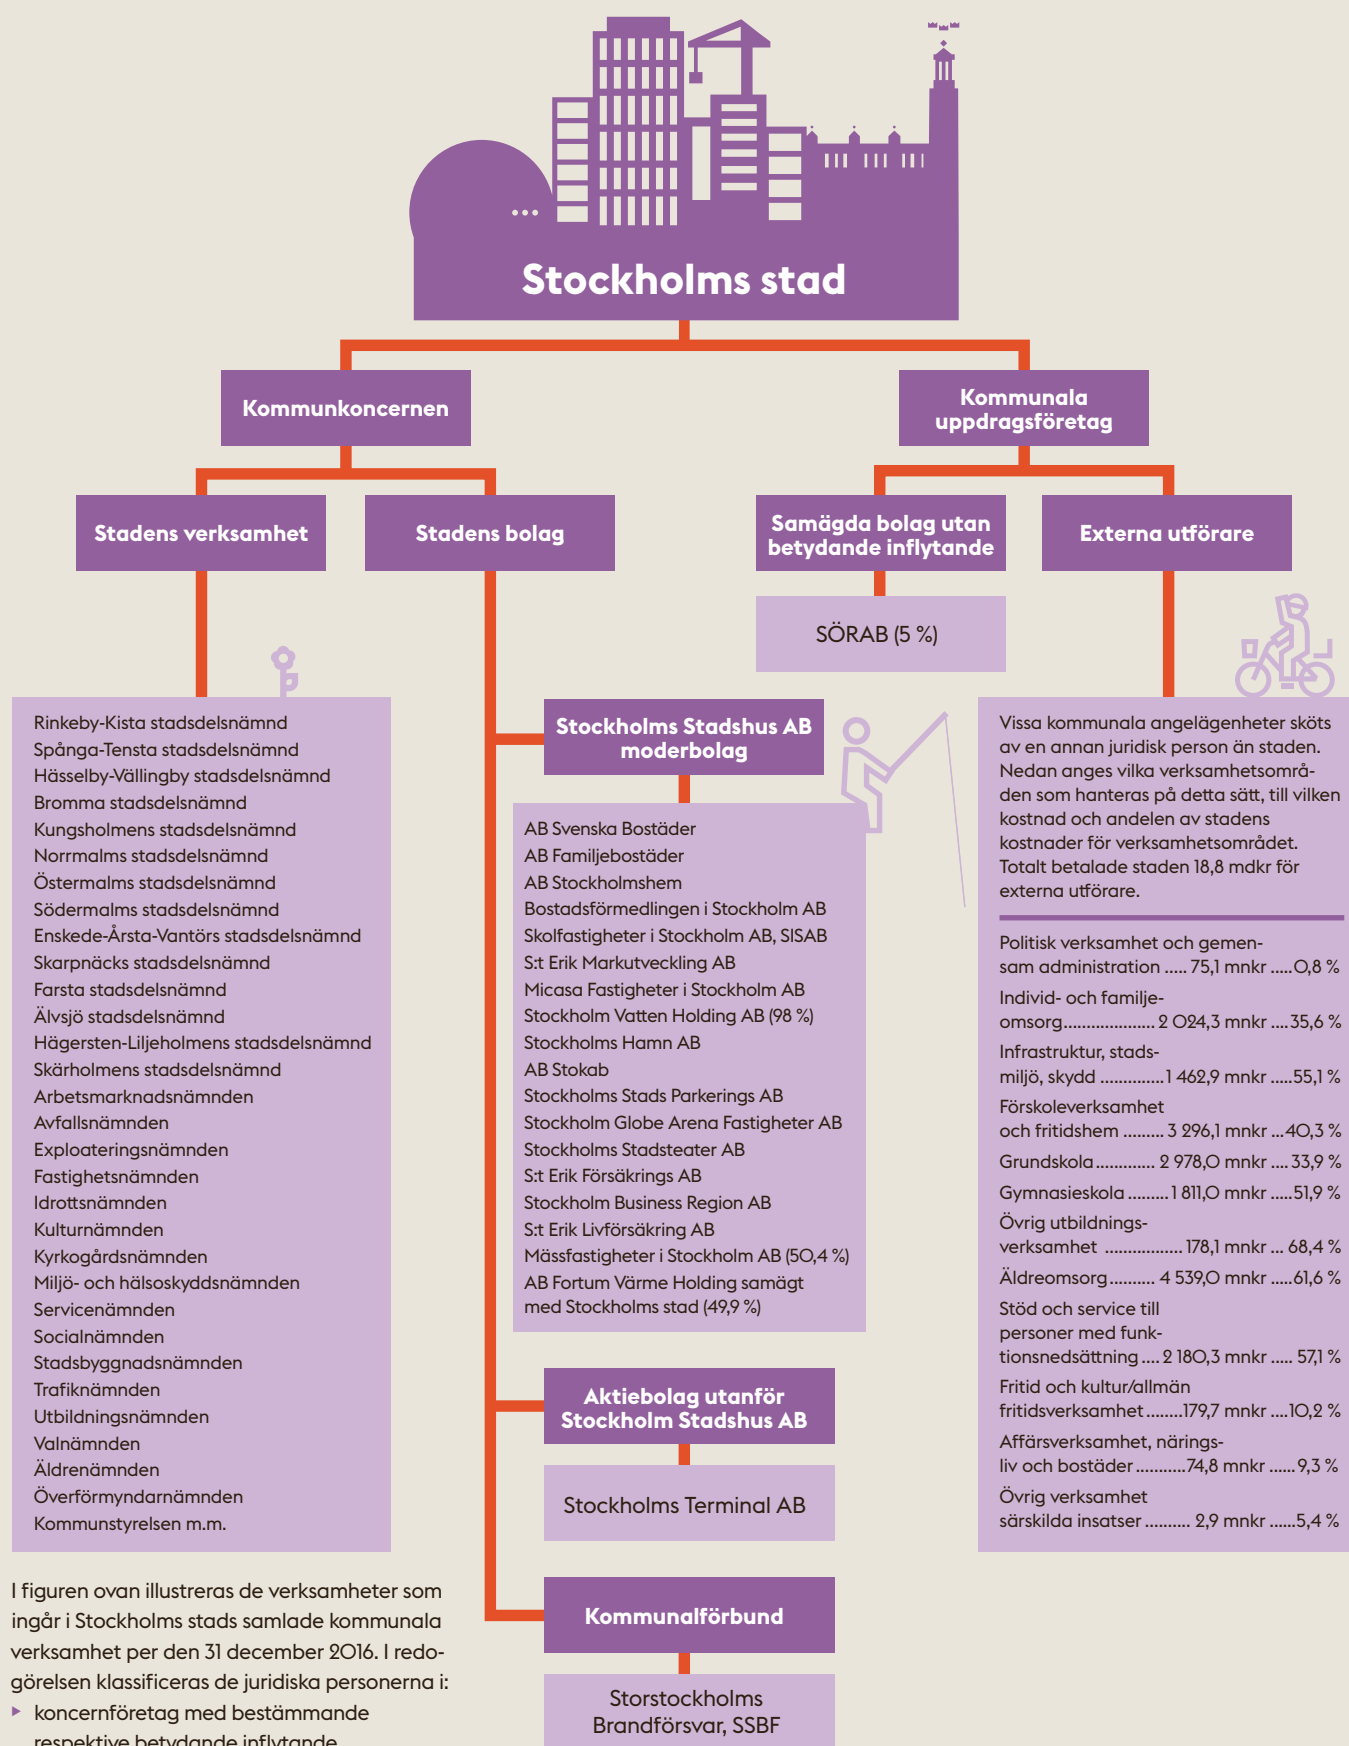 Stockholms stad
Kommunkoncernen
Kommunala
uppdragsföretag
Stadens verksamhet
Stadens bolag
Samägda bolag utan
betydande inflytande
Externa utförare
SÖRAB (5 %)
Rinkeby-Kista stadsdelsnämnd
Spånga-Tensta stadsdelsnämnd
Hässelby-Vällingby stadsdelsnämnd
Bromma stadsdelsnämnd
Kungsholmens stadsdelsnämnd
Norrmalms stadsdelsnämnd
Östermalms stadsdelsnämnd
Södermalms stadsdelsnämnd
Enskede-Årsta-Vantörs stadsdelsnämnd
Skarpnäcks stadsdelsnämnd
Farsta stadsdelsnämnd
Älvsjö stadsdelsnämnd
Hägersten-Liljeholmens stadsdelsnämnd
Skärholmens stadsdelsnämnd
Arbetsmarknadsnämnden
Avfallsnämnden
Exploateringsnämnden
Fastighetsnämnden
Idrottsnämnden
Kulturnämnden
Kyrkogårdsnämnden
Miljö- och hälsoskyddsnämnden
Servicenämnden
Socialnämnden
Stadsbyggnadsnämnden
Trafiknämnden
Utbildningsnämnden
Valnämnden
Äldrenämnden
Överförmyndarnämnden
Kommunstyrelsen m.m.
Stockholms Stadshus AB
moderbolag
AB Svenska Bostäder
AB Familjebostäder
AB Stockholmshem
Bostadsförmedlingen i Stockholm AB
Skolfastigheter i Stockholm AB, SISAB
S:t Erik Markutveckling AB
Micasa Fastigheter i Stockholm AB
Stockholm Vatten Holding AB (98 %)
Stockholms Hamn AB
AB Stokab
Stockholms Stads Parkerings AB
Stockholm Globe Arena Fastigheter AB
Stockholms Stadsteater AB
S:t Erik Försäkrings AB
Stockholm Business Region AB
S:t Erik Livförsäkring AB
Mässfastigheter i Stockholm AB (50,4 %)
AB Fortum Värme Holding samägt
med Stockholms stad (49,9 %)
Aktiebolag utanför
Stockholm Stadshus AB
Stockholms Terminal AB
Kommunalförbund
Storstockholms
Brandförsvar, SSBF
Vissa kommunala angelägenheter sköts
av en annan juridisk person än staden.
Nedan anges vilka verksamhetsområ-
den som hanteras på detta sätt, till vilken
kostnad och andelen av stadens
kostnader för verksamhetsområdet.
Totalt betalade staden 18,8 mdkr för
externa utförare.
Politisk verksamhet och gemen-
sam administration ..... 75,1 mnkr .....0,8 %
Individ- och familje-
omsorg................... 2 024,3 mnkr ....35,6 %
Infrastruktur, stads-
miljö, skydd ..............1 462,9 mnkr .....55,1 %
Förskoleverksamhet
och fritidshem ......... 3 296,1 mnkr ...40,3 %
Grundskola............. 2 978,0 mnkr ....33,9 %
Gymnasieskola .........1 811,0 mnkr .....51,9 %
Övrig utbildnings-
verksamhet ................. 178,1 mnkr ... 68,4 %
Äldreomsorg.......... 4 539,0 mnkr .....61,6 %
Stöd och service till
personer med funk-
tionsnedsättning ....2 180,3 mnkr ..... 57,1 %
Fritid och kultur/allmän
fritidsverksamhet ........179,7 mnkr ....10,2 %
Affärsverksamhet, närings-
liv och bostäder ...........74,8 mnkr ......9,3 %
Övrig verksamhet
särskilda insatser .......... 2,9 mnkr ......5,4 %
I figuren ovan illustreras de verksamheter som
ingår i Stockholms stads samlade kommunala
verksamhet per den 31 december 2016. I redo-
görelsen klassificeras de juridiska personerna i:
▸ koncernföretag med bestämmande
respektive betydande inflytande